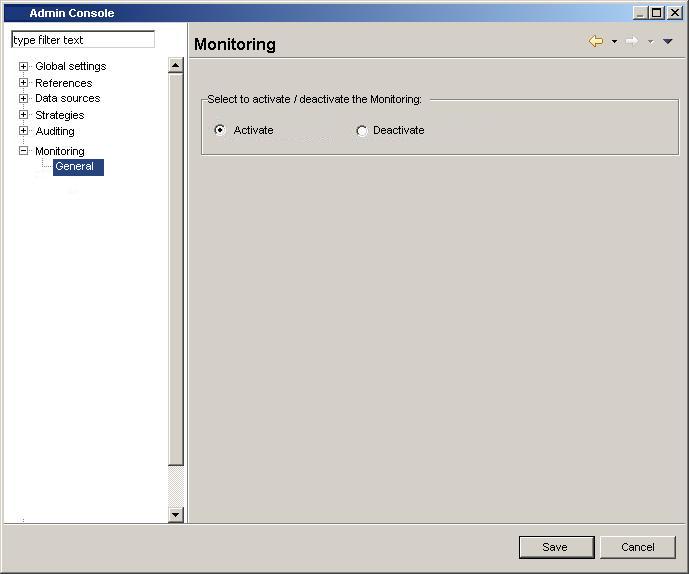 Admin Console
type filter text
Global settings
References
Data sources
Strategies
Auditing
Monitoring
General
Monitoring
Select to activate / deactivate the Monitoring:
Activate
Deactivate
Save
Cancel